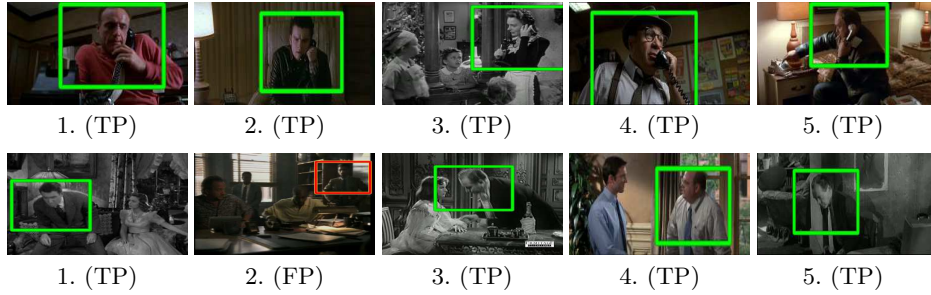 1. (TP) 2. (TP) 3. (TP) 4. (TP) 5. (TP)
1. (TP) 2. (FP) 3. (TP) 4. (TP) 5. (TP)